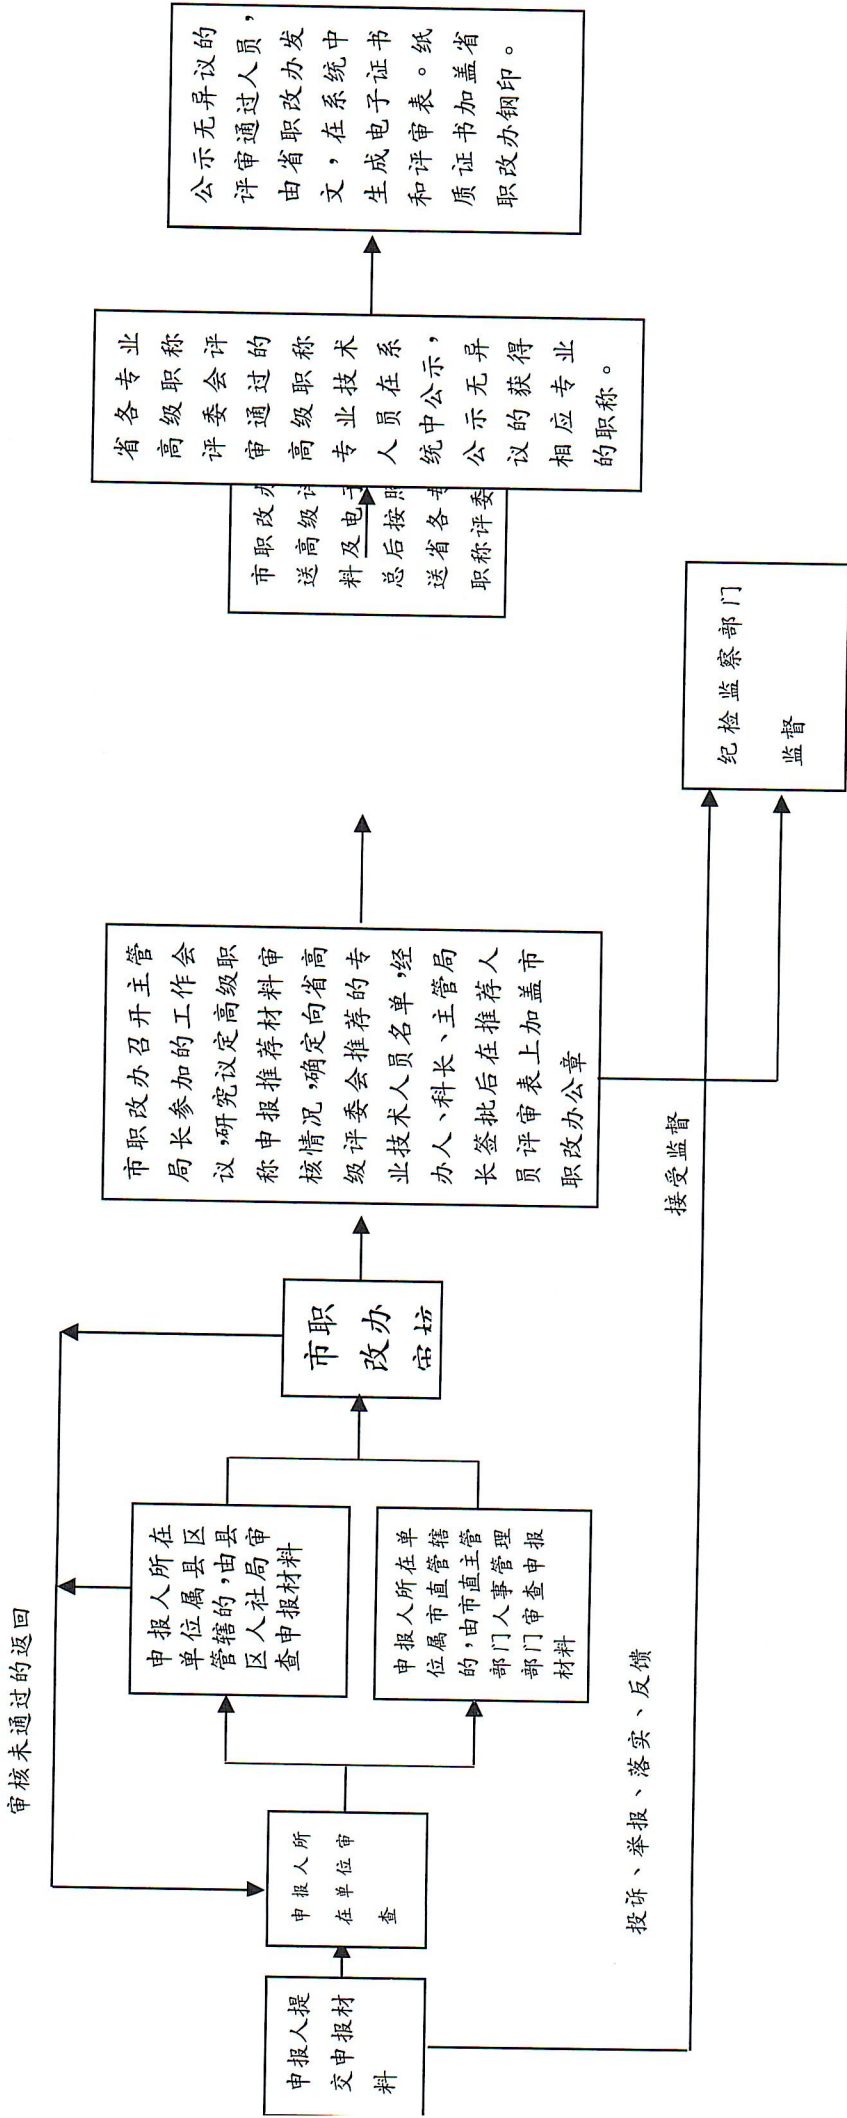 审核未通过的返回
申报人提
交申报材
料
申报人所
在单位审
查
申报人所在
单位属县区
管辖的,由县
区人社局审
查申报材料
申报人所在单
位属市直管辖
的,由市直主管
部门人事管理
部门审查申报
材料
市职
改办
市职改办召开主管
局长参加的工作会
议,研究议定高级职
称申报推荐材料审
核情况,确定向省高
级评委会推荐的专
业技术人员名单,经
办人、科长、主管局
长签批后在推荐人
员评审表上加盖市
职改办公章
市职改办
送高级评
料及电子
总后按照
送省各专
职称评委
省各专业
高级职称
评委会评
审通过的
高级职称
专业技术
人员在系
统中公示,
公示无异
议的获得
相应专业
的职称。
公示无异议的
评审通过人员,
由省职改办发
文,在系统中
生成电子证书
和评审表。纸
质证书加盖省
职改办钢印。
投诉、举报、落实、反馈
接受监督
纪检监察部门
监督